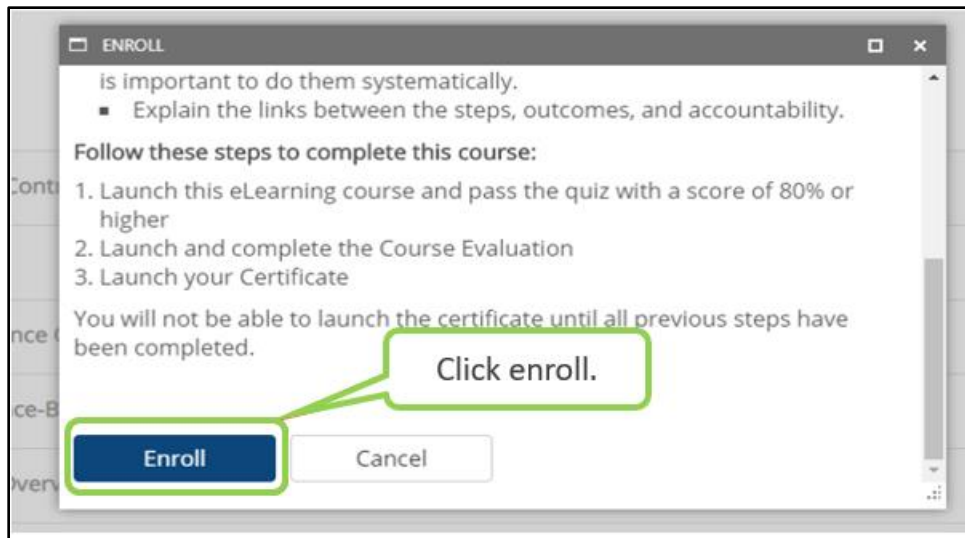 ENROLL
is important to do them systematically.
▪ Explain the links between the steps, outcomes, and accountability.
Follow these steps to complete this course:
1. Launch this eLearning course and pass the quiz with a score of 80% or
higher
2. Launch and complete the Course Evaluation
3. Launch your Certificate
You will not be able to launch the certificate until all previous steps have
been completed.
Click enroll.
Enroll
Cancel